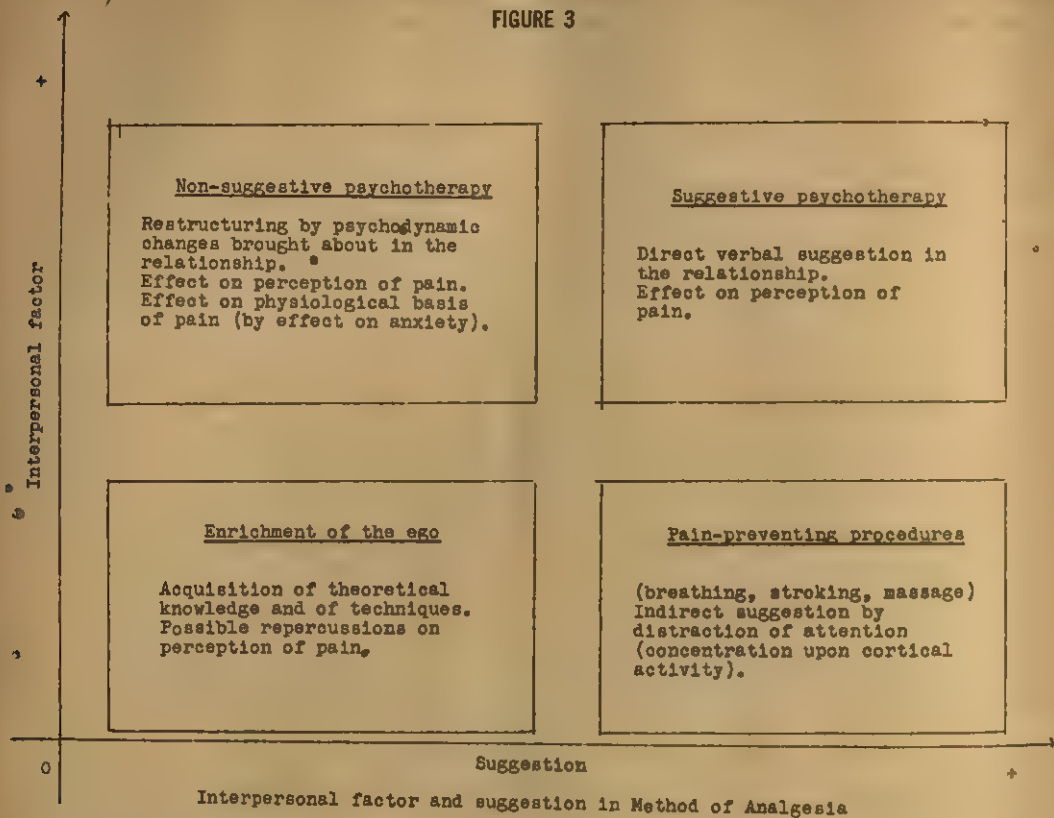 FIGURE 3
+
Interpersonal factor
Non-suggestive psychotherapy
Restructuring by psychodynamic
changes brought about in the
relationship.
Effect on perception of pain.
Effect on physiological basis
of pain (by effect on anxiety).
Suggestive psychotherapy
Direct verbal suggestion in
the relationship.
Effect on perception of
pain.
Enrichment of the ego
Acquisition of theoretical
knowledge and of techniques.
Possible repercussions on
perception of pain.
Pain-preventing procedures
(breathing, stroking, massage)
Indirect suggestion by
distraction of attention
(concentration upon cortical
activity).
0
Suggestion
+
Interpersonal factor and suggestion in Method of Analgesia